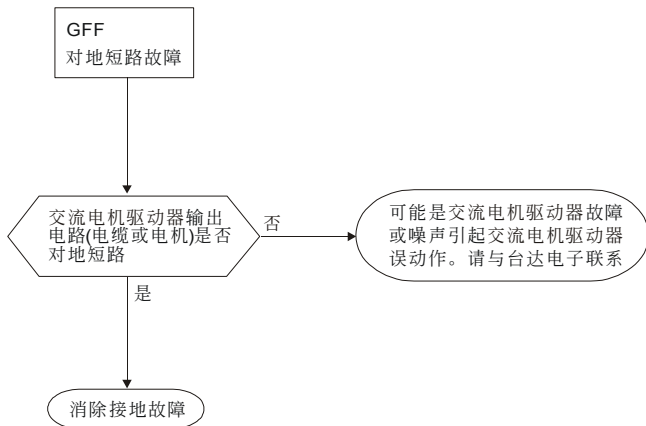 GFF
对地短路故障
交流电机驱动器输出
电路(电缆或电机)是否
对地短路
否
可能是交流电机驱动器故障
或噪声引起交流电机驱动器
误动作。请与台达电子联系
是
消除接地故障